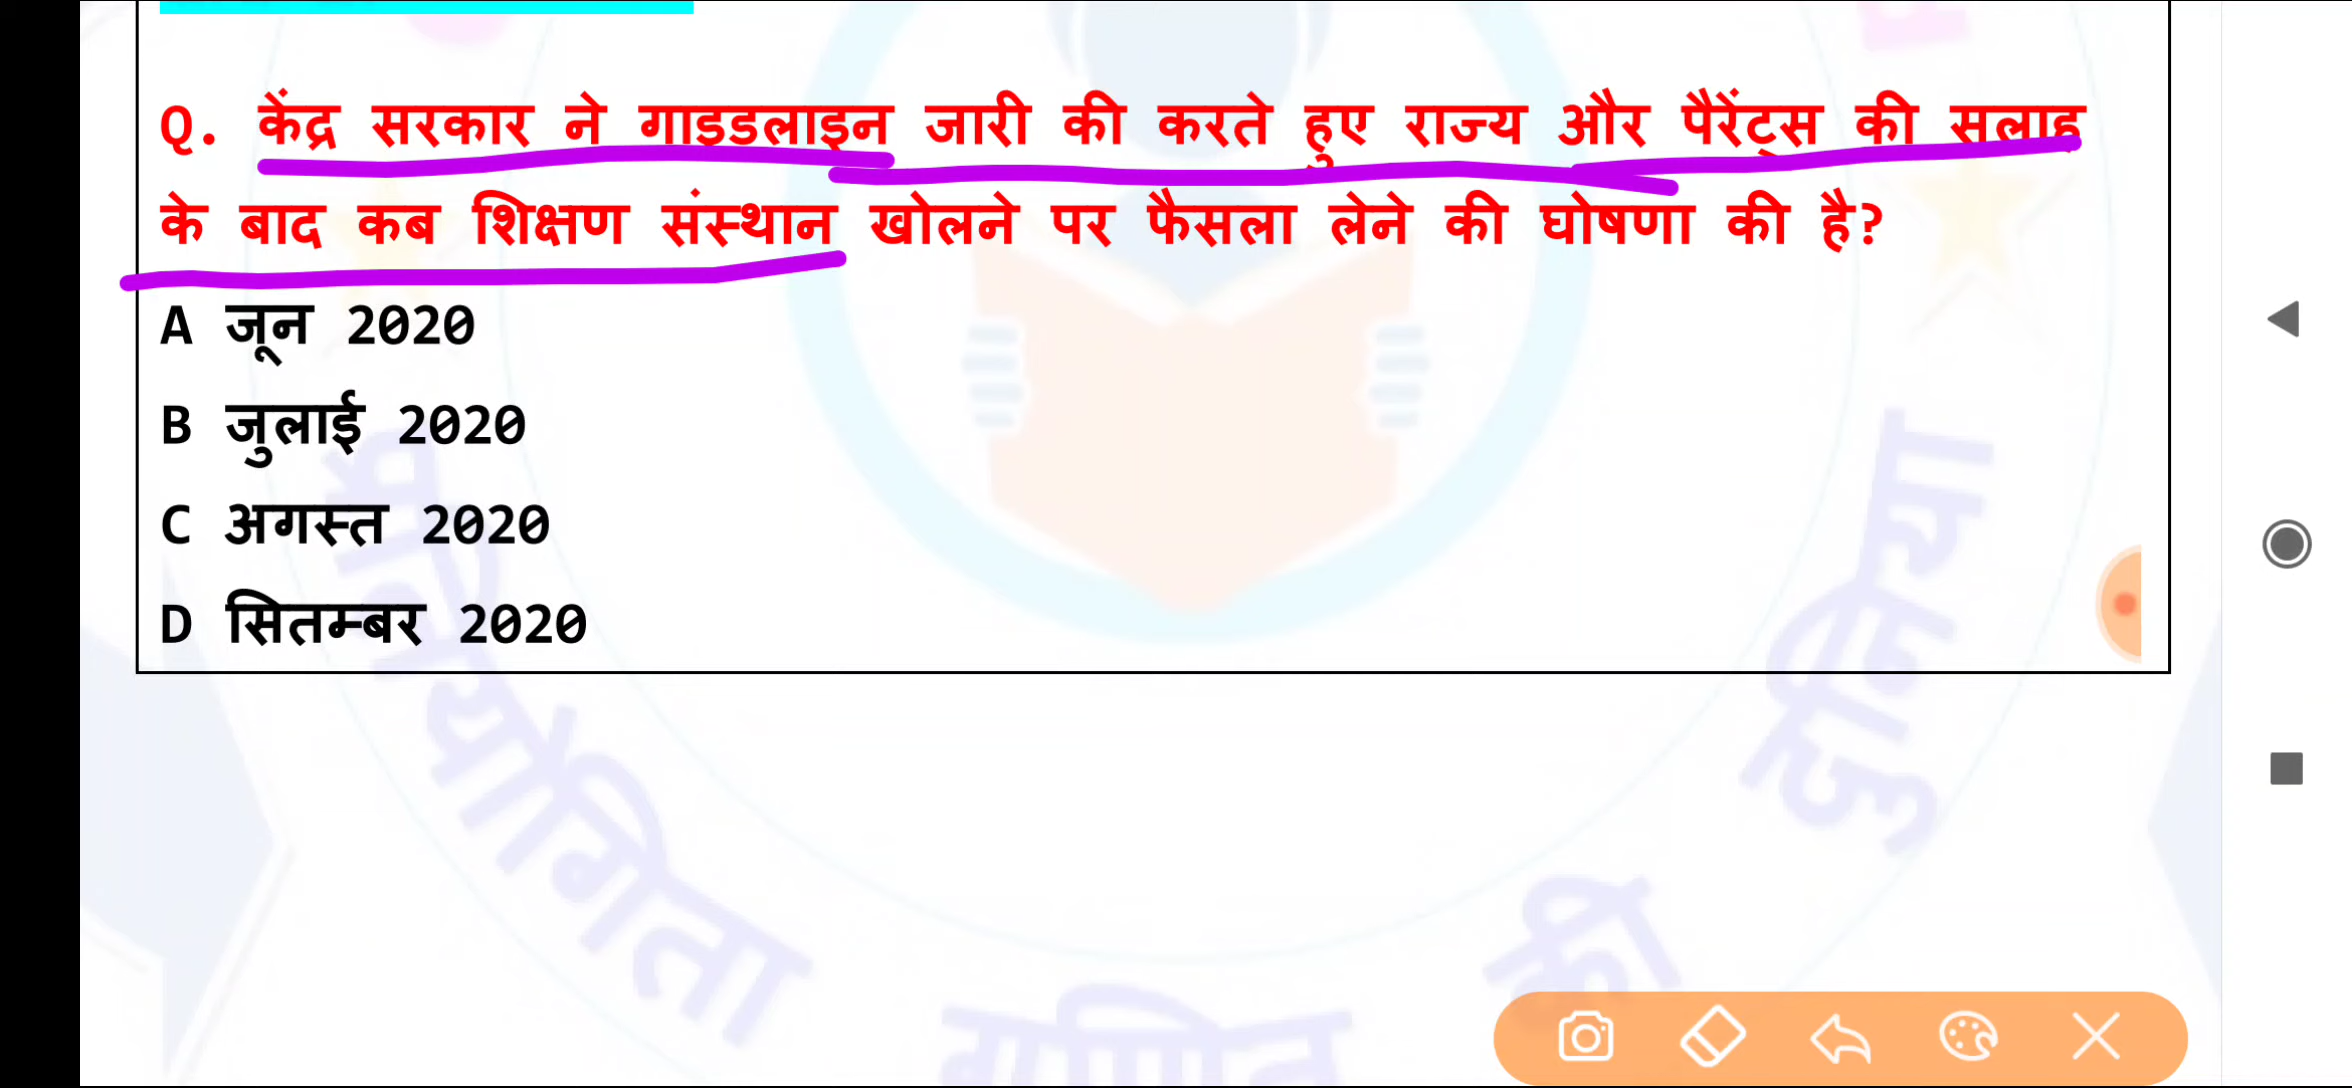 Q. केंद्र सरकार ने गाइडलाइन जारी की करते हुए राज्य और पैरेंट्स की सलाह
के बाद कब शिक्षण संस्थान खोलने पर फैसला लेने की घोषणा की है?
A जून 2020
B जुलाई 2020
C अगस्त 2020
D सितम्बर 2020
गणित की दुनिया